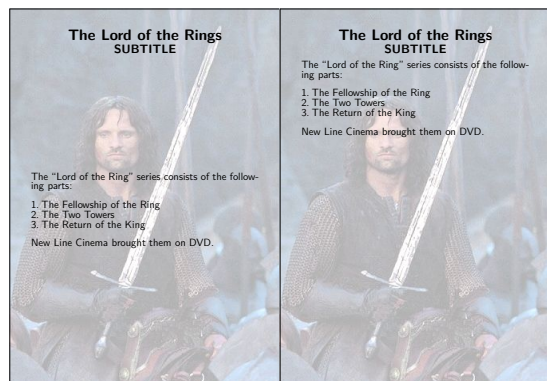 The Lord of the Rings
SUBTITLE
The "Lord of the Ring" series consists of the follow-
ing parts:
1. The Fellowship of the Ring
2. The Two Towers
3. The Return of the King
New Line Cinema brought them on DVD.
The Lord of the Rings
SUBTITLE
The "Lord of the Ring" series consists of the follow-
ing parts:
1. The Fellowship of the Ring
2. The Two Towers
3. The Return of the King
New Line Cinema brought them on DVD.